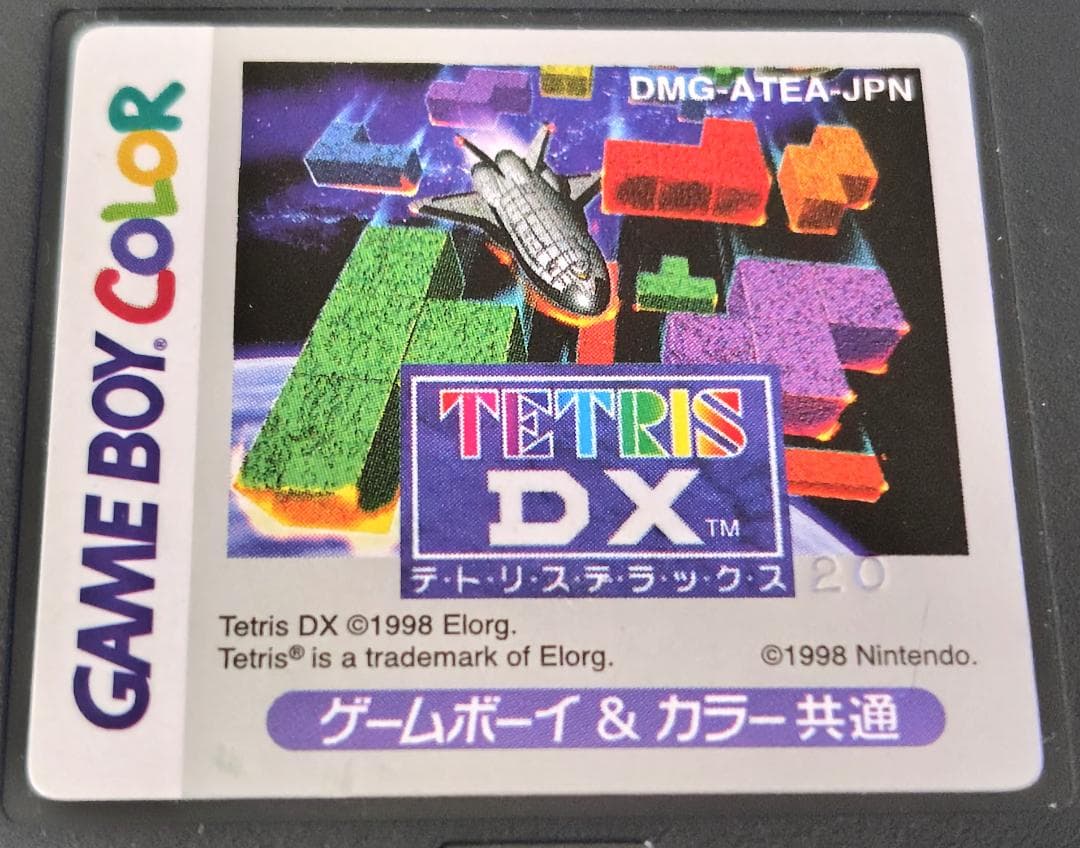 GAME BOY® COLOR
DMG-ATEA-JPN
TETRIS
DX™
テ・ト・リ・ス・デ・ラ・ッ・ク・ス
20
Tetris DX ©1998 Elorg.
Tetris® is a trademark of Elorg.
©1998 Nintendo.
ゲームボーイ & カラー共通